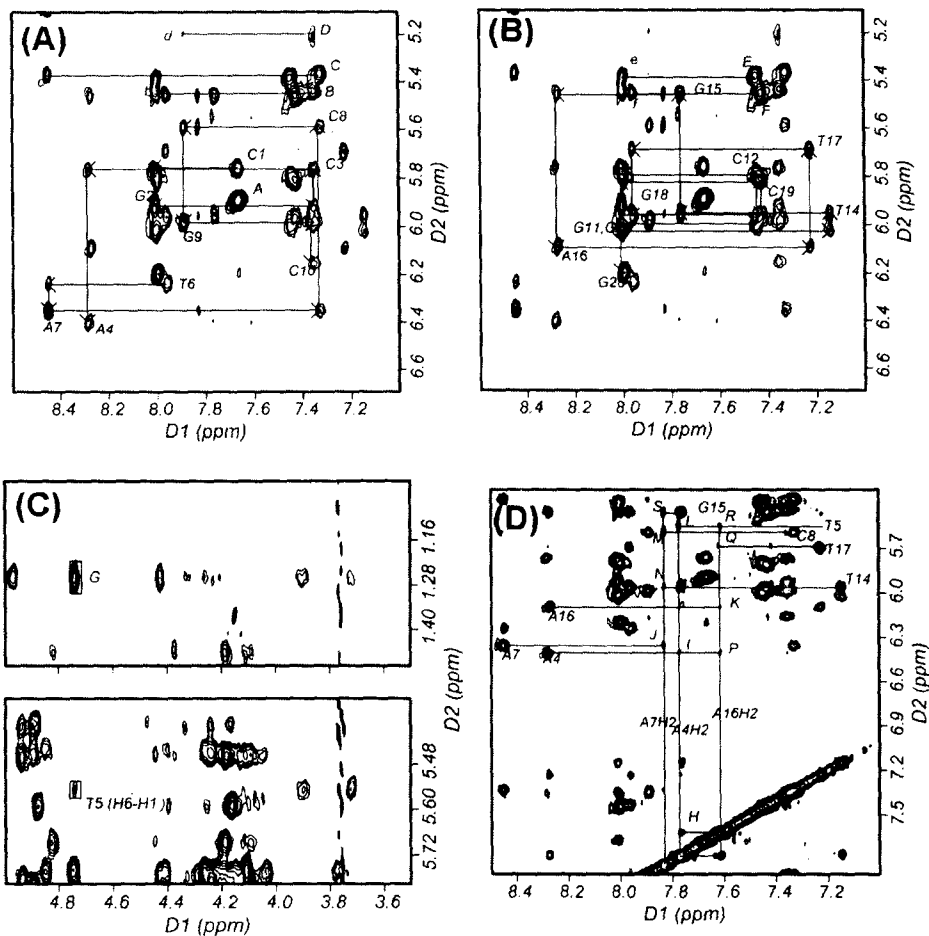 (A)
d
D
c
C
b
B
C8
C1
C3
G2
A
G9
C10
T6
A7
A4
5.2
5.4
5.6
5.8
6.0
6.2
6.4
6.6
D2 (ppm)
8.4 8.2 8.0 7.8 7.6 7.4 7.2
D1 (ppm)
(B)
e
E
G15
f
F
T17
C12
G18
C19
T14
A16
5.2
5.4
5.6
5.8
6.0
6.2
6.4
6.6
D2 (ppm)
8.4 8.2 8.0 7.8 7.6 7.4 7.2
D1 (ppm)
(C)
G
1.16
1.28
1.40
T5 (H6-H1')
5.48
5.60
5.72
D2 (ppm)
4.8 4.6 4.4 4.2 4.0 3.8 3.6
D1 (ppm)
(D)
S
G15
L
R
T5
M
Q
C8
T17
N
T14
A16
K
J
I
P
A7
A4
A7H2
A4H2
A16H2
H
5.7
6.0
6.3
6.6
6.9
7.2
7.5
D2 (ppm)
8.4 8.2 8.0 7.8 7.6 7.4 7.2
D1 (ppm)